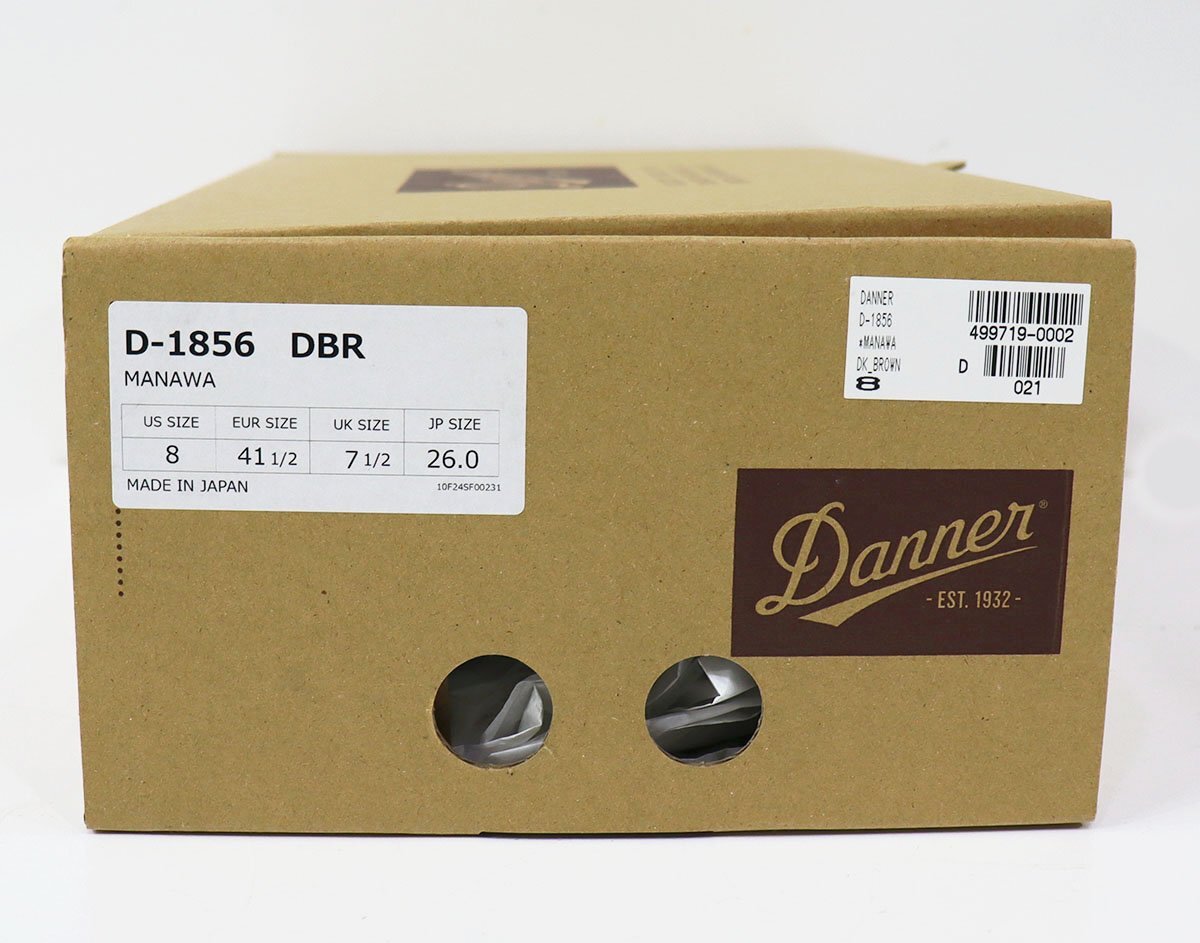 D-1856 DBR
MANAWA
US SIZE EUR SIZE UK SIZE JP SIZE
8 41 1/2 7 1/2 26.0
MADE IN JAPAN 10F24SF00231
DANNER
D-1856
*MANAWA
DK_BROWN
8
499719-0002
D
021
Danner®
- EST. 1932 -